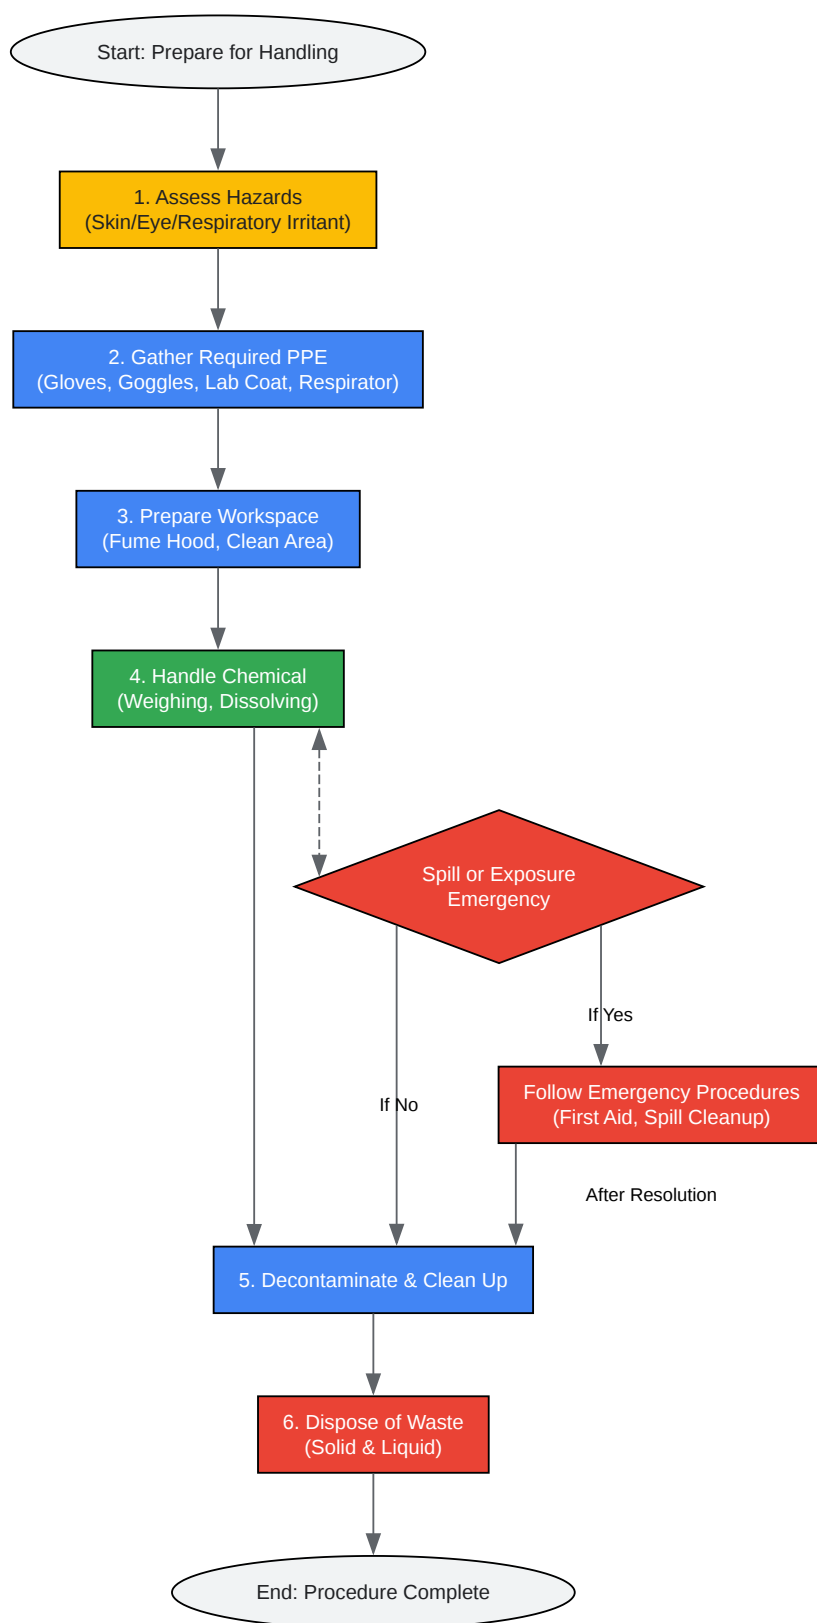 Start: Prepare for Handling
1. Assess Hazards
(Skin/Eye/Respiratory Irritant)
2. Gather Required PPE
(Gloves, Goggles, Lab Coat, Respirator)
3. Prepare Workspace
(Fume Hood, Clean Area)
4. Handle Chemical
(Weighing, Dissolving)
Spill or Exposure
Emergency
If Yes
Follow Emergency Procedures
(First Aid, Spill Cleanup)
If No
After Resolution
5. Decontaminate & Clean Up
6. Dispose of Waste
(Solid & Liquid)
End: Procedure Complete